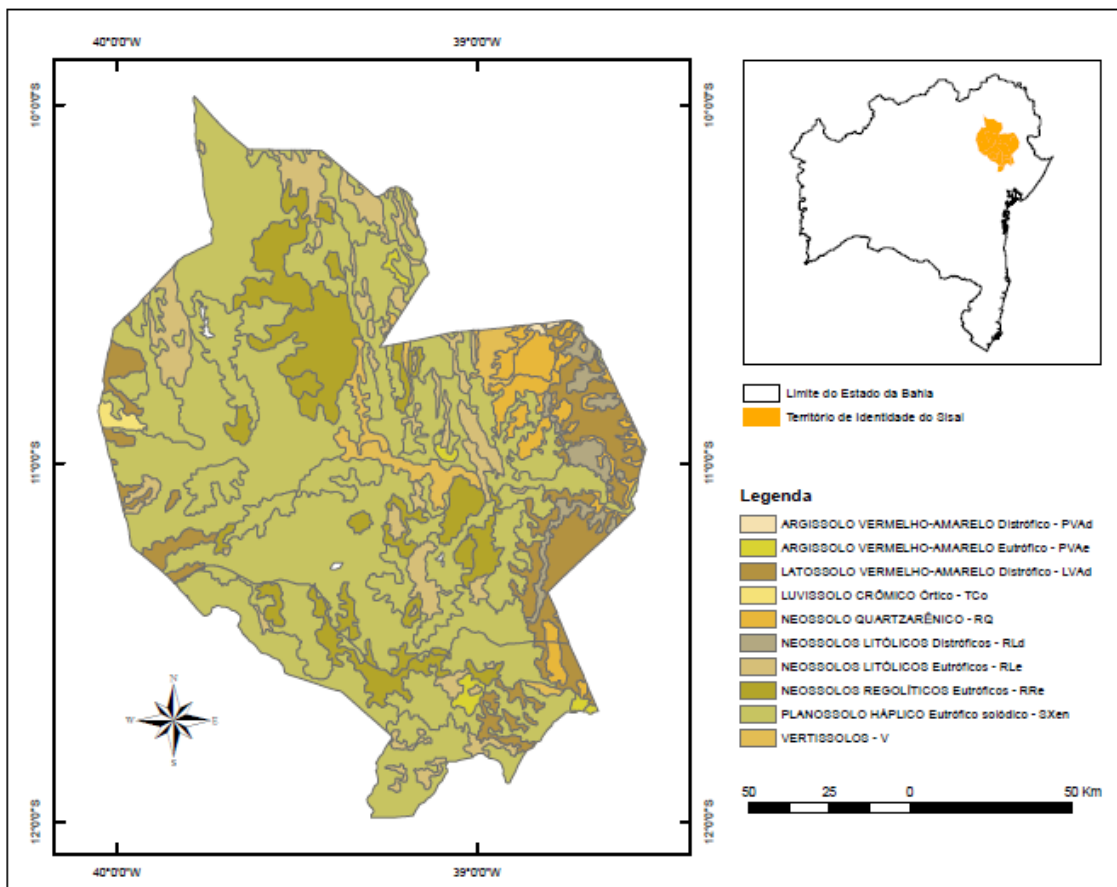 40°0'0"W
39°0'0"W
10°0'0"S
10°0'0"S
11°0'0"S
11°0'0"S
12°0'0"S
12°0'0"S
40°0'0"W
39°0'0"W
N
W
E
S
Limite do Estado da Bahia
Território de Identidade do Sisal
Legenda
ARGISSOLO VERMELHO-AMARELO Distrófico - PVAd
ARGISSOLO VERMELHO-AMARELO Eutrófico - PVAe
LATOSSOLO VERMELHO-AMARELO Distrófico - LVAd
LUVISSOLO CRÔMICO Órtico - TCo
NEOSSOLO QUARTZARÊNICO - RQ
NEOSSOLOS LITÓLICOS Distróficos - RLd
NEOSSOLOS LITÓLICOS Eutróficos - RLe
NEOSSOLOS REGOLÍTICOS Eutróficos - RRe
PLANOSSOLO HÁPLICO Eutrófico solódico - SXen
VERTISSOLOS - V
50 25 0 50 Km